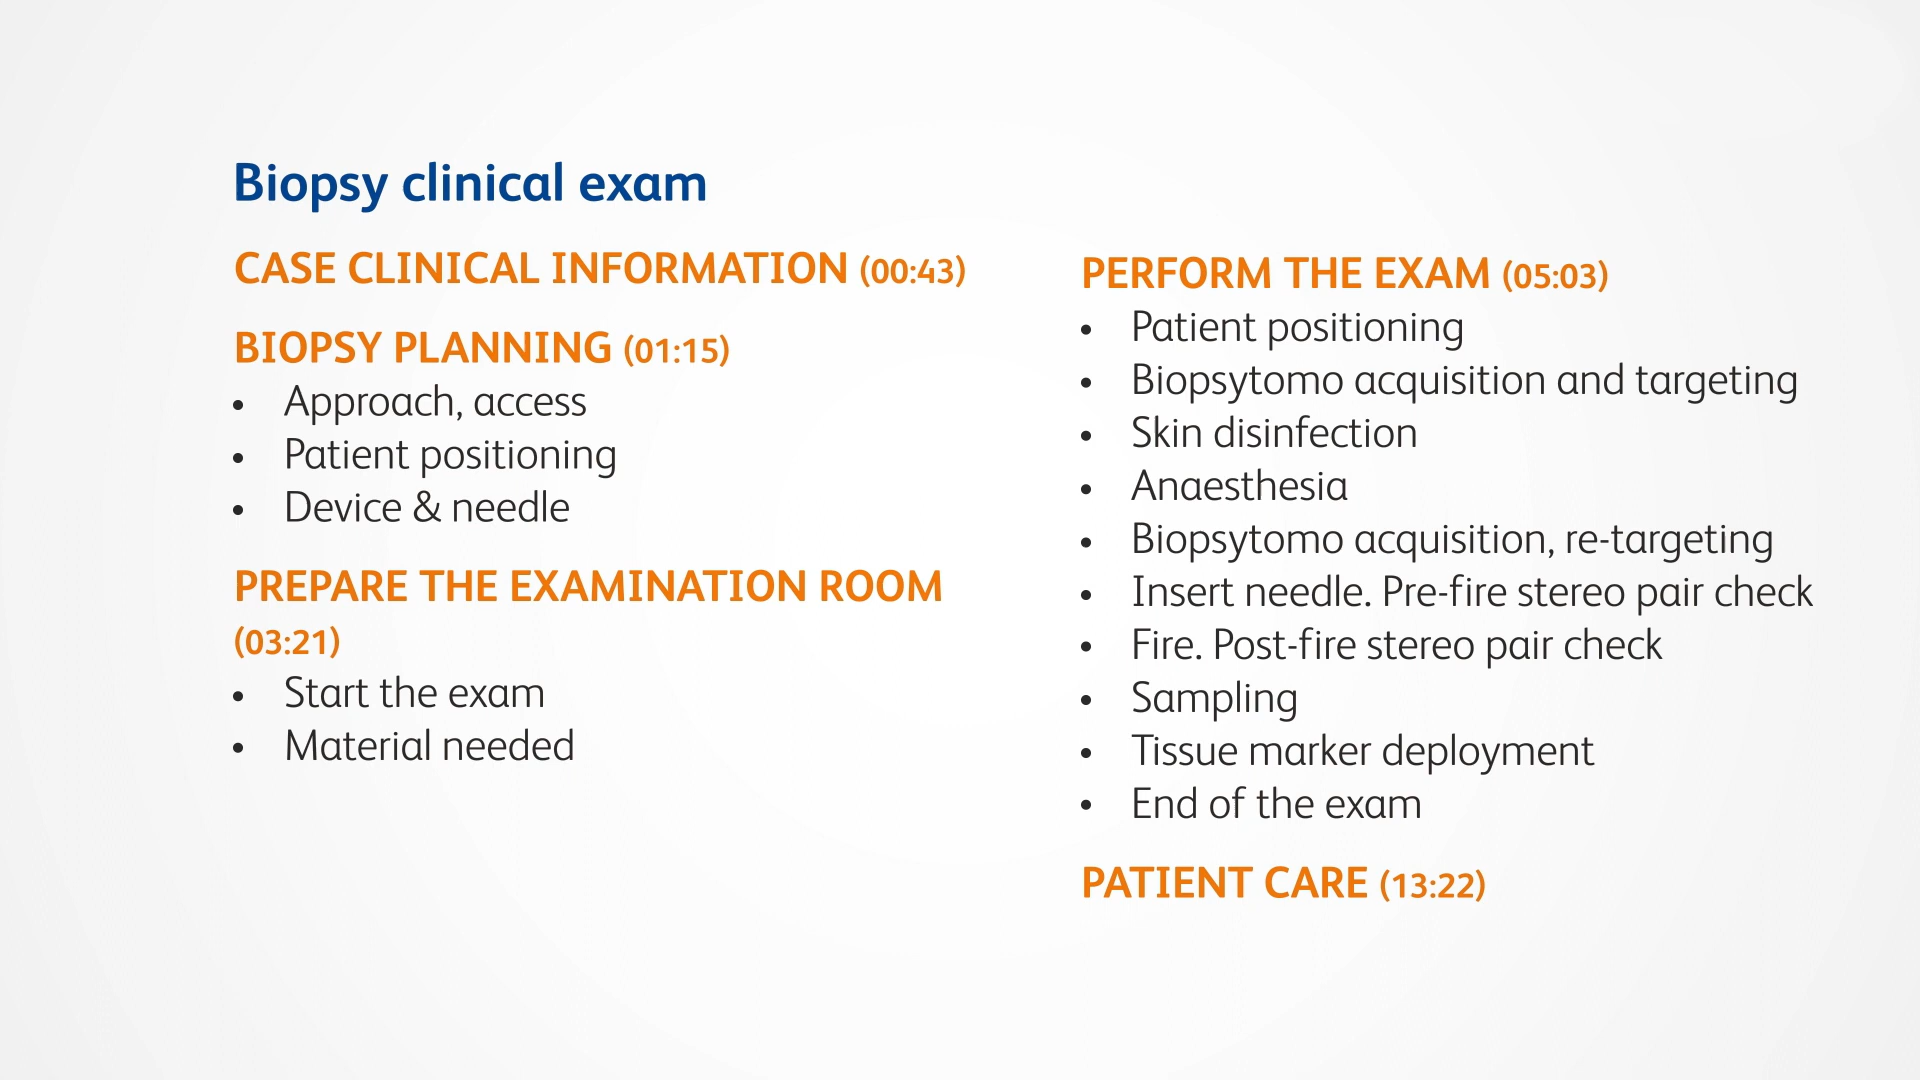 Biopsy clinical exam
CASE CLINICAL INFORMATION (00:43)
BIOPSY PLANNING (01:15)
• Approach, access
• Patient positioning
• Device & needle
PREPARE THE EXAMINATION ROOM
(03:21)
• Start the exam
• Material needed
PERFORM THE EXAM (05:03)
• Patient positioning
• Biopsytomo acquisition and targeting
• Skin disinfection
• Anaesthesia
• Biopsytomo acquisition, re-targeting
• Insert needle. Pre-fire stereo pair check
• Fire. Post-fire stereo pair check
• Sampling
• Tissue marker deployment
• End of the exam
PATIENT CARE (13:22)